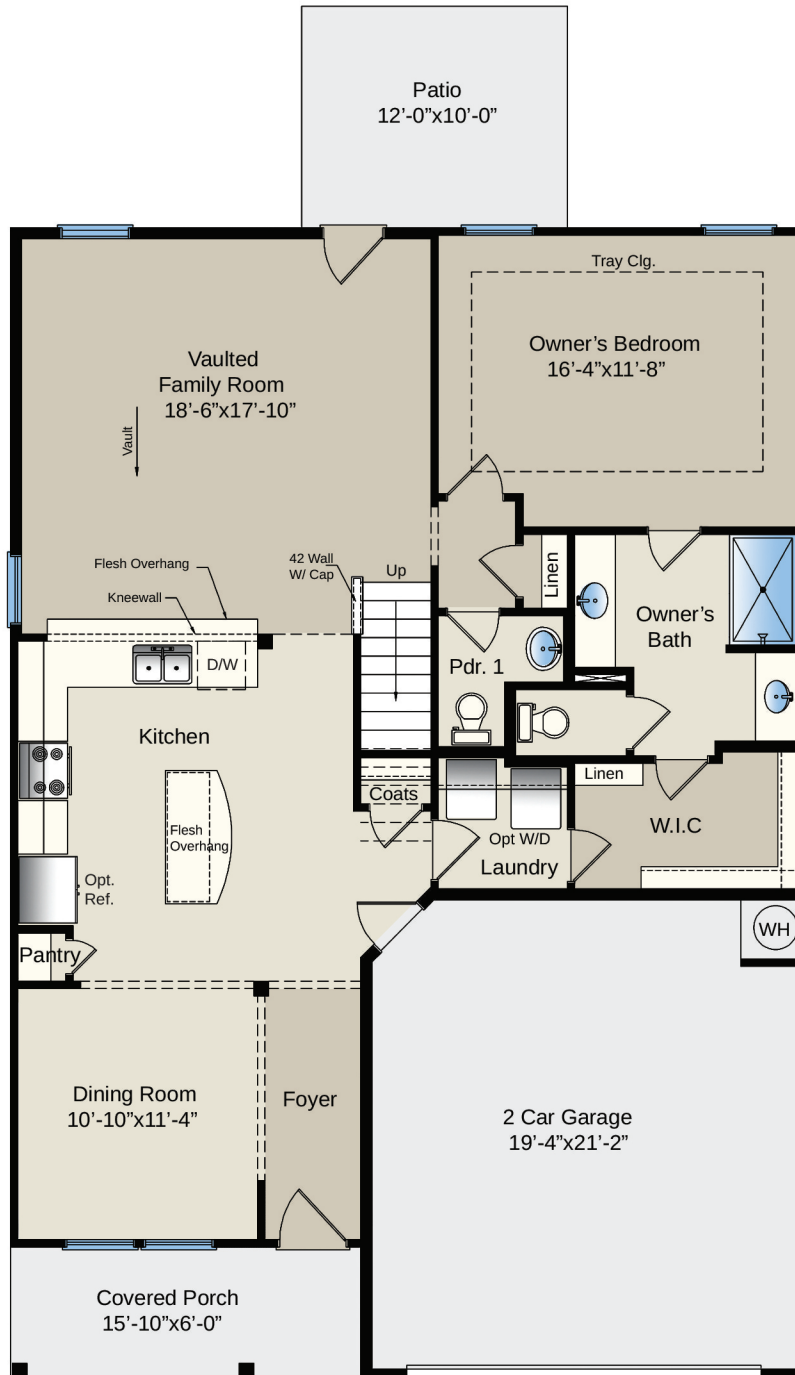 Patio
12’-0”x10’-0”
Tray Clg.
Owner’s Bedroom
16’-4”x11’-8”
Vaulted
Family Room
18’-6”x17’-10”
Vault
Flesh Overhang
Kneewall
42 Wall
W/ Cap
Up
Linen
Owner’s
Bath
D/W
Pdr. 1
Kitchen
Coats
Linen
Flesh
Overhang
Opt W/D
Laundry
W.I.C
Opt.
Ref.
Pantry
WH
Dining Room
10’-10”x11’-4”
Foyer
2 Car Garage
19’-4”x21’-2”
Covered Porch
15’-10”x6’-0”